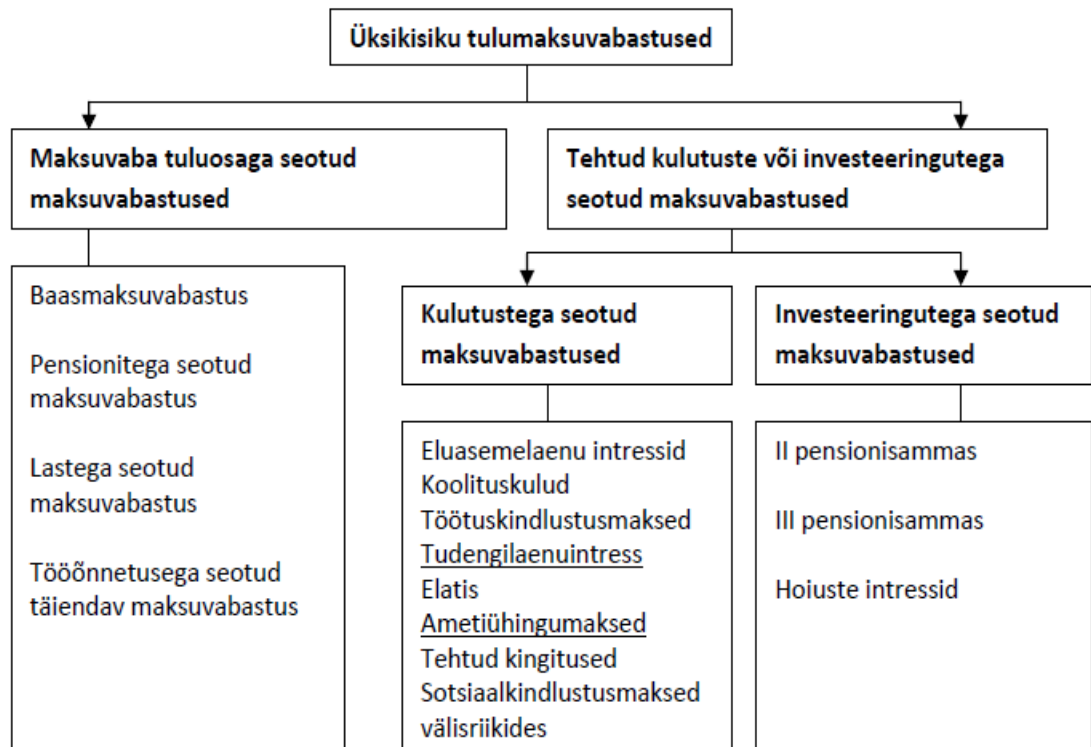 Üksikisiku tulumaksuvabastused
Maksuvaba tuluosaga seotud
maksuvabastused
Tehtud kulutuste või investeeringutega
seotud maksuvabastused
Baasmaksuvabastus
Pensionitega seotud
maksuvabastus
Lastega seotud
maksuvabastus
Tööõnnetusega seotud
täiendav maksuvabastus
Kulutustega seotud
maksuvabastused
Eluasemelaenu intressid
Koolituskulud
Töötuskindlustusmaksed
Tudengilaenuintress
Elatis
Ametiühingumaksed
Tehtud kingitused
Sotsiaalkindlustusmaksed
välisriikides
Investeeringutega seotud
maksuvabastused
II pensionisammas
III pensionisammas
Hoiuste intressid